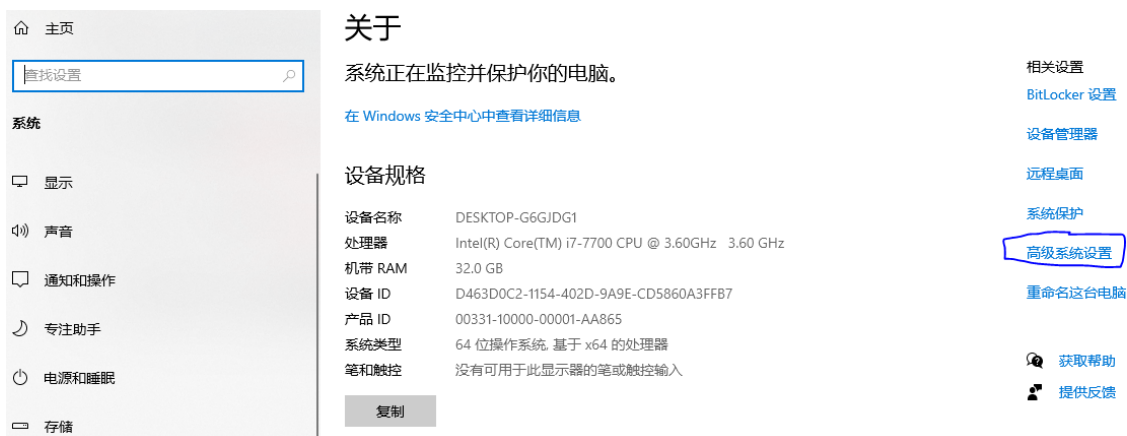 主页
查找设置
系统
显示
声音
通知和操作
专注助手
电源和睡眠
存储
关于
系统正在监控并保护你的电脑。
在 Windows 安全中心中查看详细信息
设备规格
设备名称 DESKTOP-G6GJDG1
处理器 Intel(R) Core(TM) i7-7700 CPU @ 3.60GHz 3.60 GHz
机带 RAM 32.0 GB
设备 ID D463D0C2-1154-402D-9A9E-CD5860A3FFB7
产品 ID 00331-10000-00001-AA865
系统类型 64 位操作系统, 基于 x64 的处理器
笔和触控 没有可用于此显示器的笔或触控输入
复制
相关设置
BitLocker 设置
设备管理器
远程桌面
系统保护
高级系统设置
重命名这台电脑
获取帮助
提供反馈